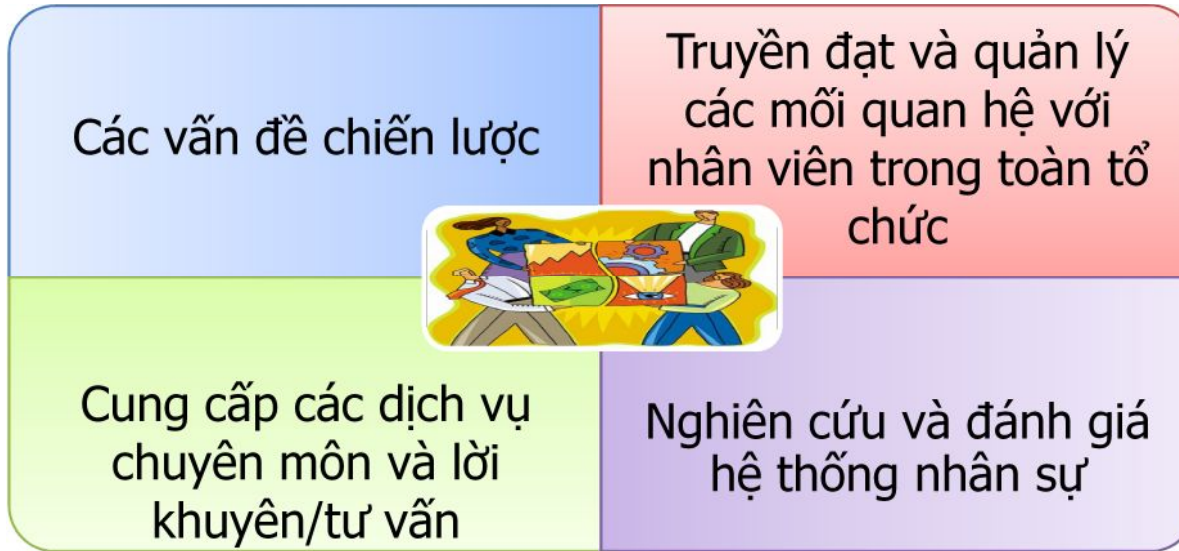 Các vấn đề chiến lược
Truyền đạt và quản lý
các mối quan hệ với
nhân viên trong toàn tổ
chức
Cung cấp các dịch vụ
chuyên môn và lời
khuyên/tư vấn
Nghiên cứu và đánh giá
hệ thống nhân sự